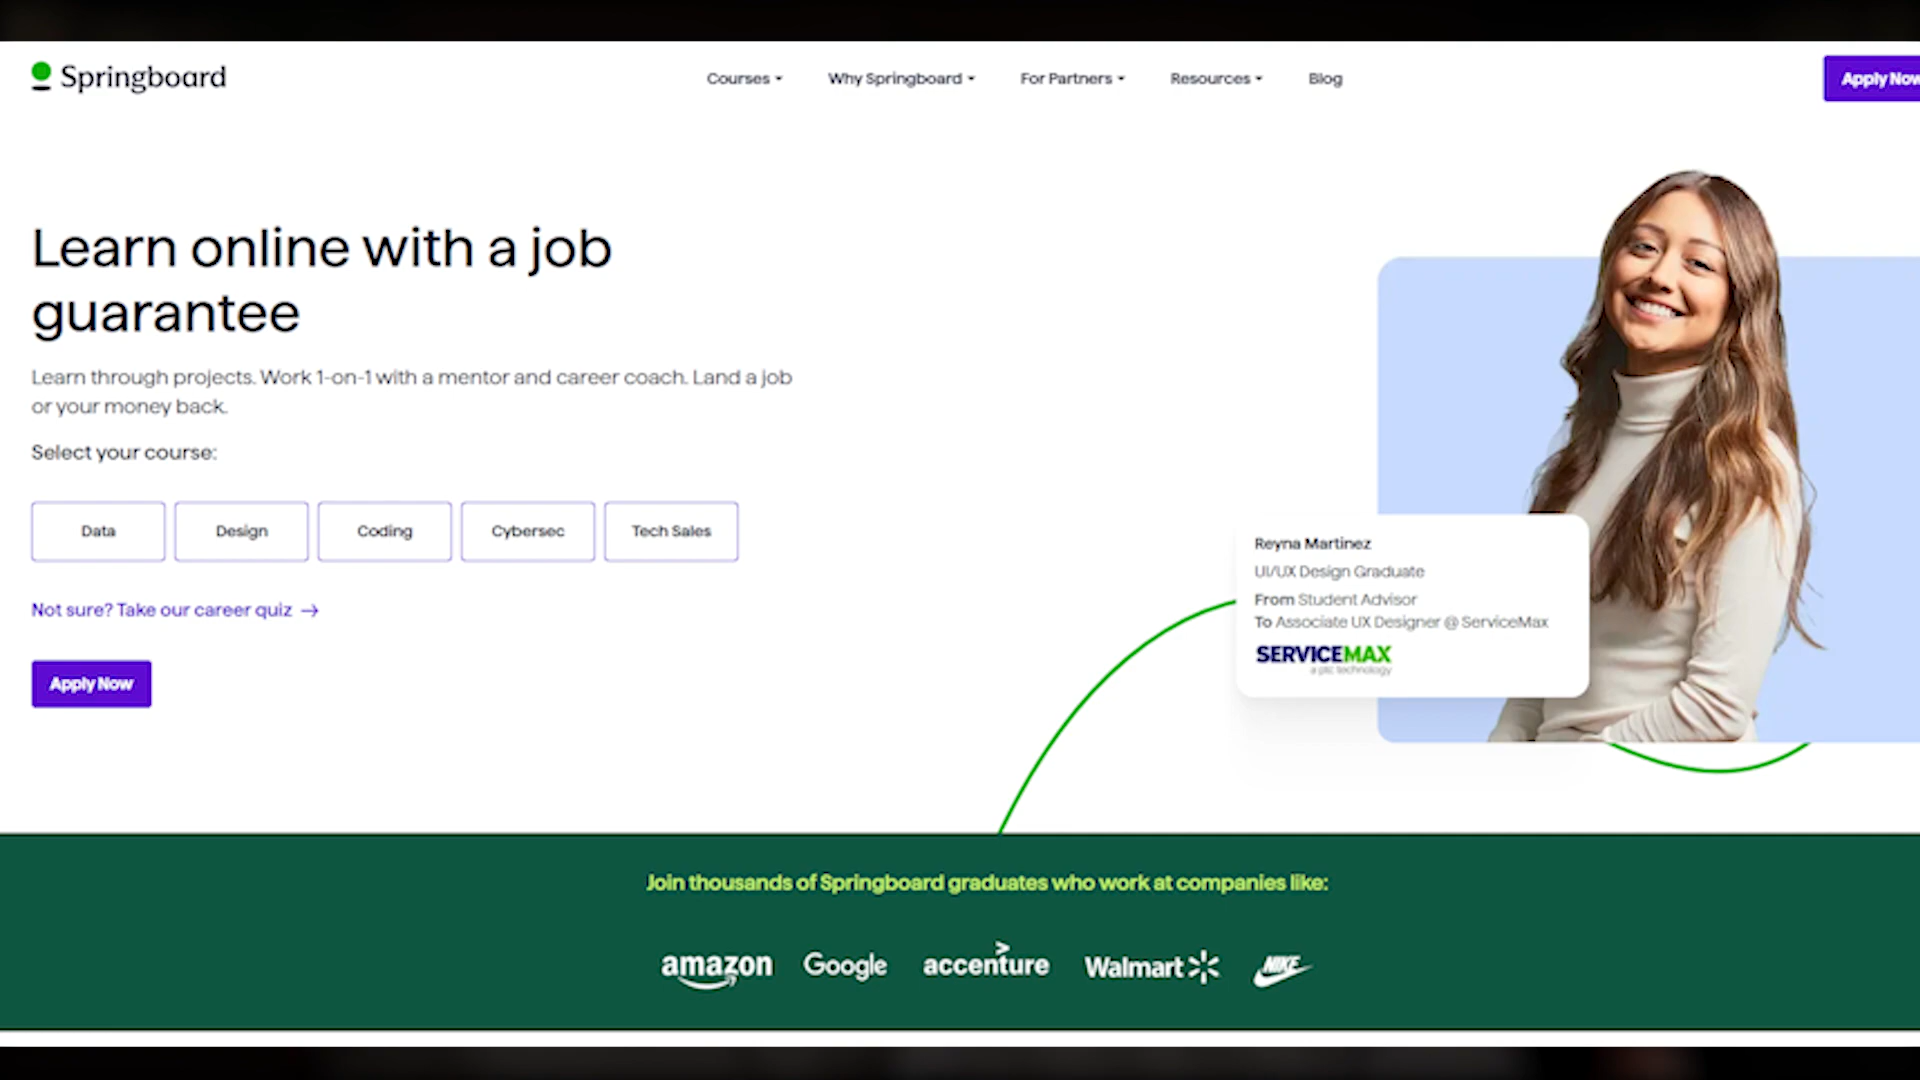 Springboard
Courses
Why Springboard
For Partners
Resources
Blog
Apply Now
Learn online with a job
guarantee
Learn through projects. Work 1-on-1 with a mentor and career coach. Land a job
or your money back.
Select your course:
Data
Design
Coding
Cybersec
Tech Sales
Not sure? Take our career quiz →
Apply Now
Reyna Martinez
UI/UX Design Graduate
From Student Advisor
To Associate UX Designer @ ServiceMax
SERVICEMAX
a ptc technology
Join thousands of Springboard graduates who work at companies like:
amazon
Google
accenture
Walmart
NIKE